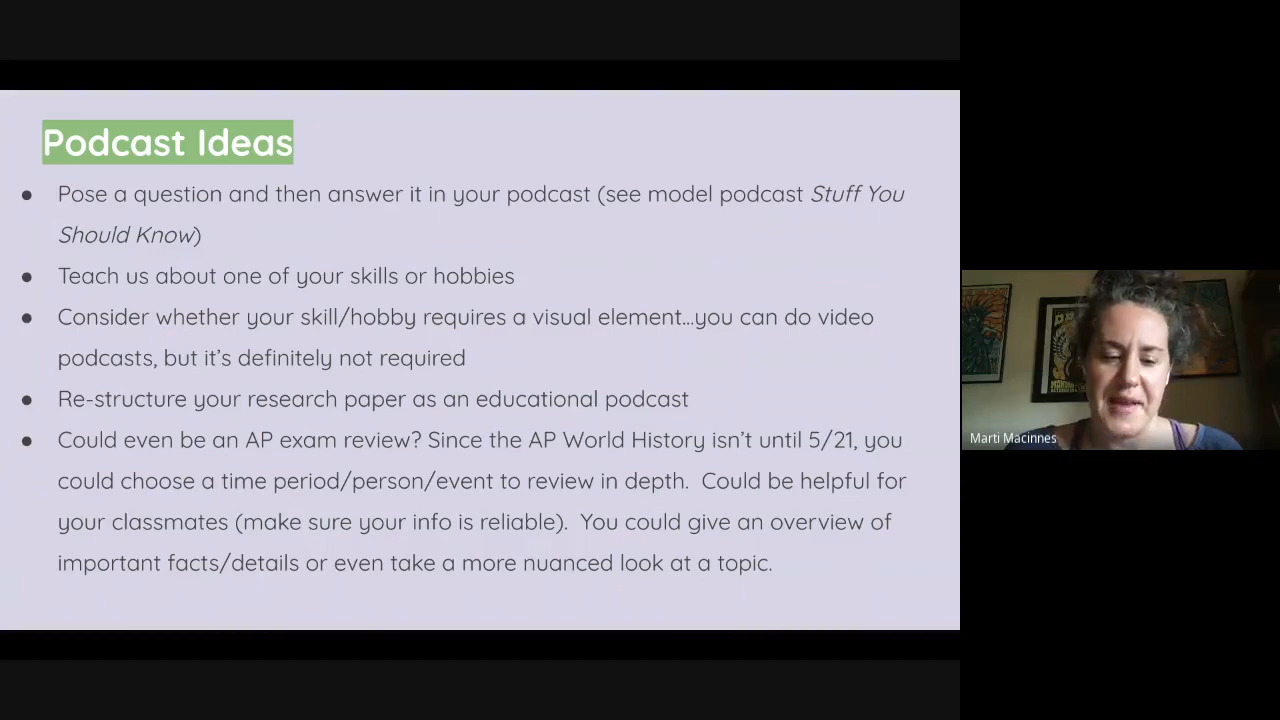 Podcast Ideas
● Pose a question and then answer it in your podcast (see model podcast Stuff You
Should Know)
● Teach us about one of your skills or hobbies
● Consider whether your skill/hobby requires a visual element...you can do video
podcasts, but it's definitely not required
● Re-structure your research paper as an educational podcast
● Could even be an AP exam review? Since the AP World History isn't until 5/21, you
could choose a time period/person/event to review in depth.  Could be helpful for
your classmates (make sure your info is reliable).  You could give an overview of
important facts/details or even take a more nuanced look at a topic.
Marti Macinnes